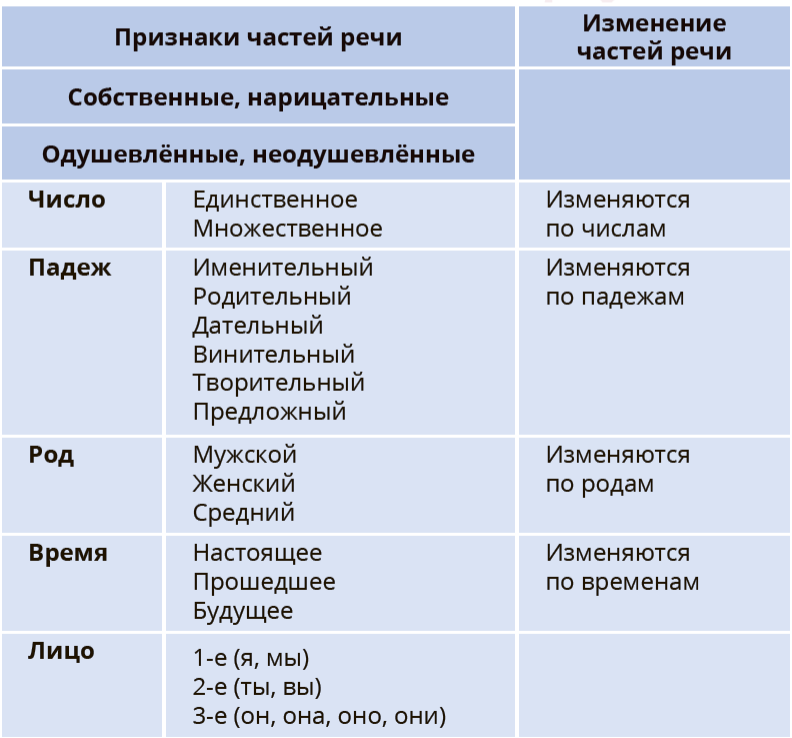 Признаки частей речи
Изменение
частей речи
Собственные, нарицательные
Одушевлённые, неодушевлённые
Число
Единственное
Множественное
Изменяются
по числам
Падеж
Именительный
Родительный
Дательный
Винительный
Творительный
Предложный
Изменяются
по падежам
Род
Мужской
Женский
Средний
Изменяются
по родам
Время
Настоящее
Прошедшее
Будущее
Изменяются
по временам
Лицо
1-е (я, мы)
2-е (ты, вы)
3-е (он, она, оно, они)